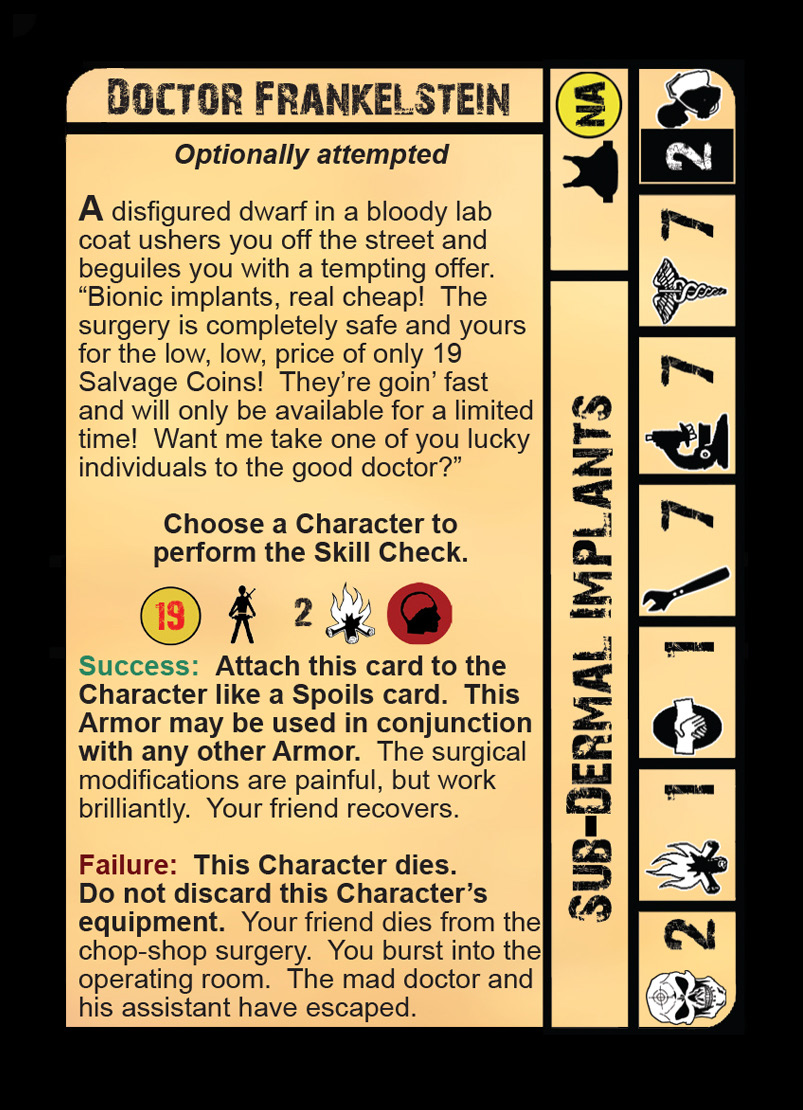 DOCTOR FRANKELSTEIN
Optionally attempted
A disfigured dwarf in a bloody lab
coat ushers you off the street and
beguiles you with a tempting offer.
“Bionic implants, real cheap!  The
surgery is completely safe and yours
for the low, low, price of only 19
Salvage Coins!  They’re goin’ fast
and will only be available for a limited
time!  Want me take one of you lucky
individuals to the good doctor?”
Choose a Character to
perform the Skill Check.
19 2
Success:  Attach this card to the
Character like a Spoils card.  This
Armor may be used in conjunction
with any other Armor.  The surgical
modifications are painful, but work
brilliantly.  Your friend recovers.
Failure:  This Character dies.
Do not discard this Character’s
equipment.  Your friend dies from the
chop-shop surgery.  You burst into the
operating room.  The mad doctor and
his assistant have escaped.
NA
SUB-DERMAL IMPLANTS
2
7
7
7
1
1
2